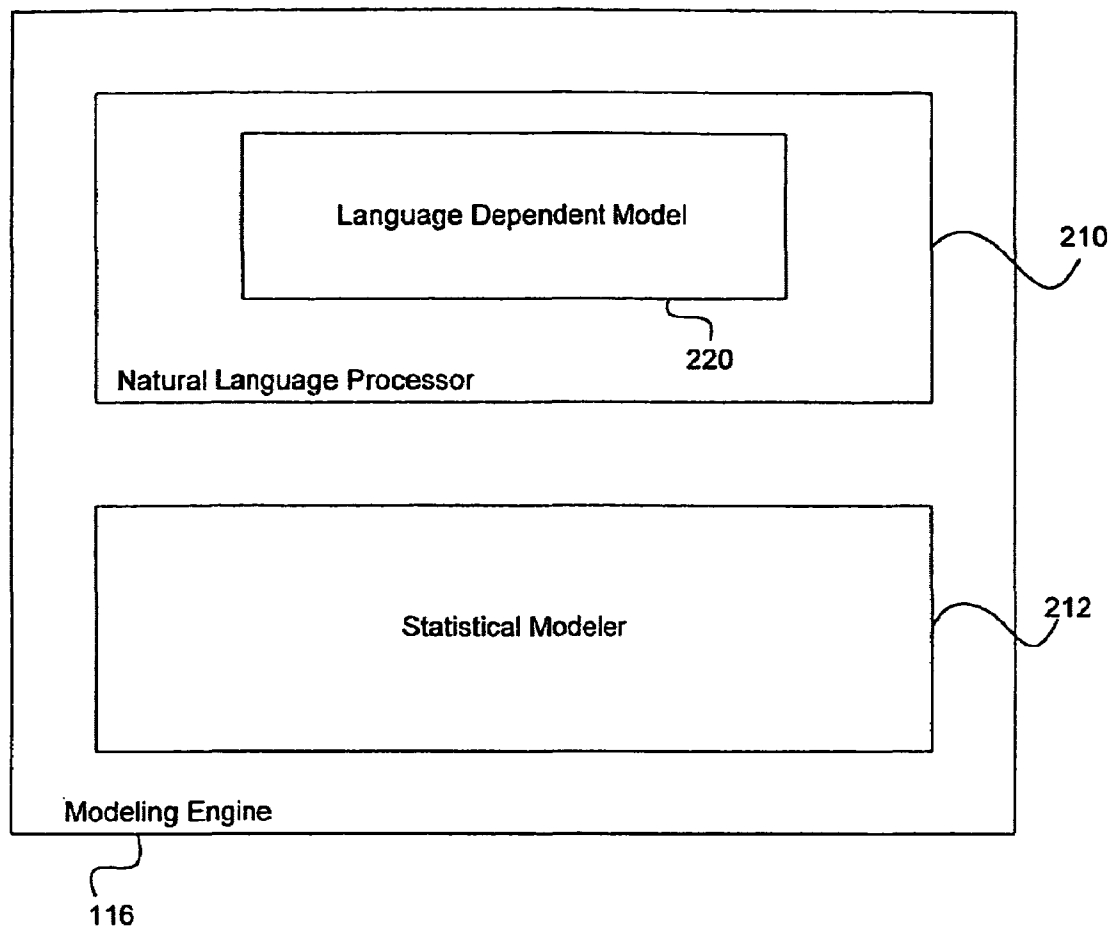 Language Dependent Model
210
220
Natural Language Processor
Statistical Modeler
212
Modeling Engine
116